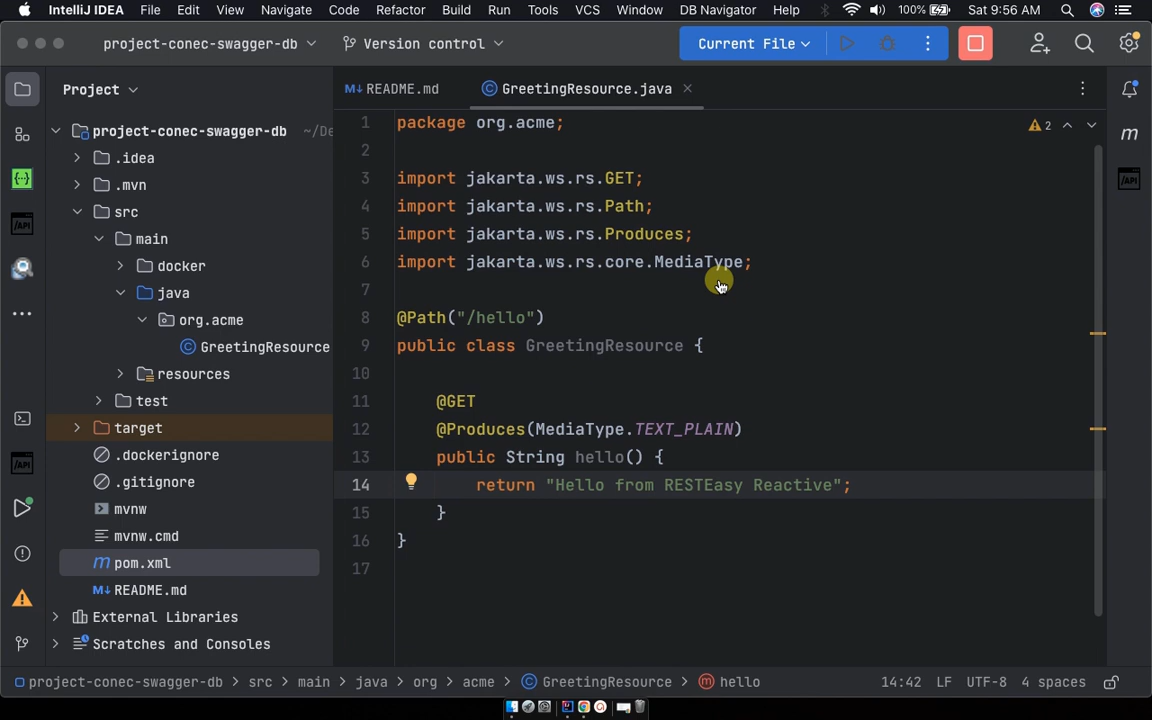 IntelliJ IDEA File Edit View Navigate Code Refactor Build Run Tools VCS Window DB Navigator Help 100% Sat 9:56 AM
project-conec-swagger-db Version control Current File
Project
README.md GreetingResource.java
project-conec-swagger-db ~/De
.idea
.mvn
src
main
docker
java
org.acme
GreetingResource
resources
test
target
.dockerignore
.gitignore
mvnw
mvnw.cmd
pom.xml
README.md
External Libraries
Scratches and Consoles
1 package org.acme;
2
3 import jakarta.ws.rs.GET;
4 import jakarta.ws.rs.Path;
5 import jakarta.ws.rs.Produces;
6 import jakarta.ws.rs.core.MediaType;
7
8 @Path("/hello")
9 public class GreetingResource {
10
11 @GET
12 @Produces(MediaType.TEXT_PLAIN)
13 public String hello() {
14 return "Hello from RESTEasy Reactive";
15 }
16 }
17
2
m
/API
/API
/API
project-conec-swagger-db > src > main > java > org > acme > GreetingResource > hello 14:42 LF UTF-8 4 spaces